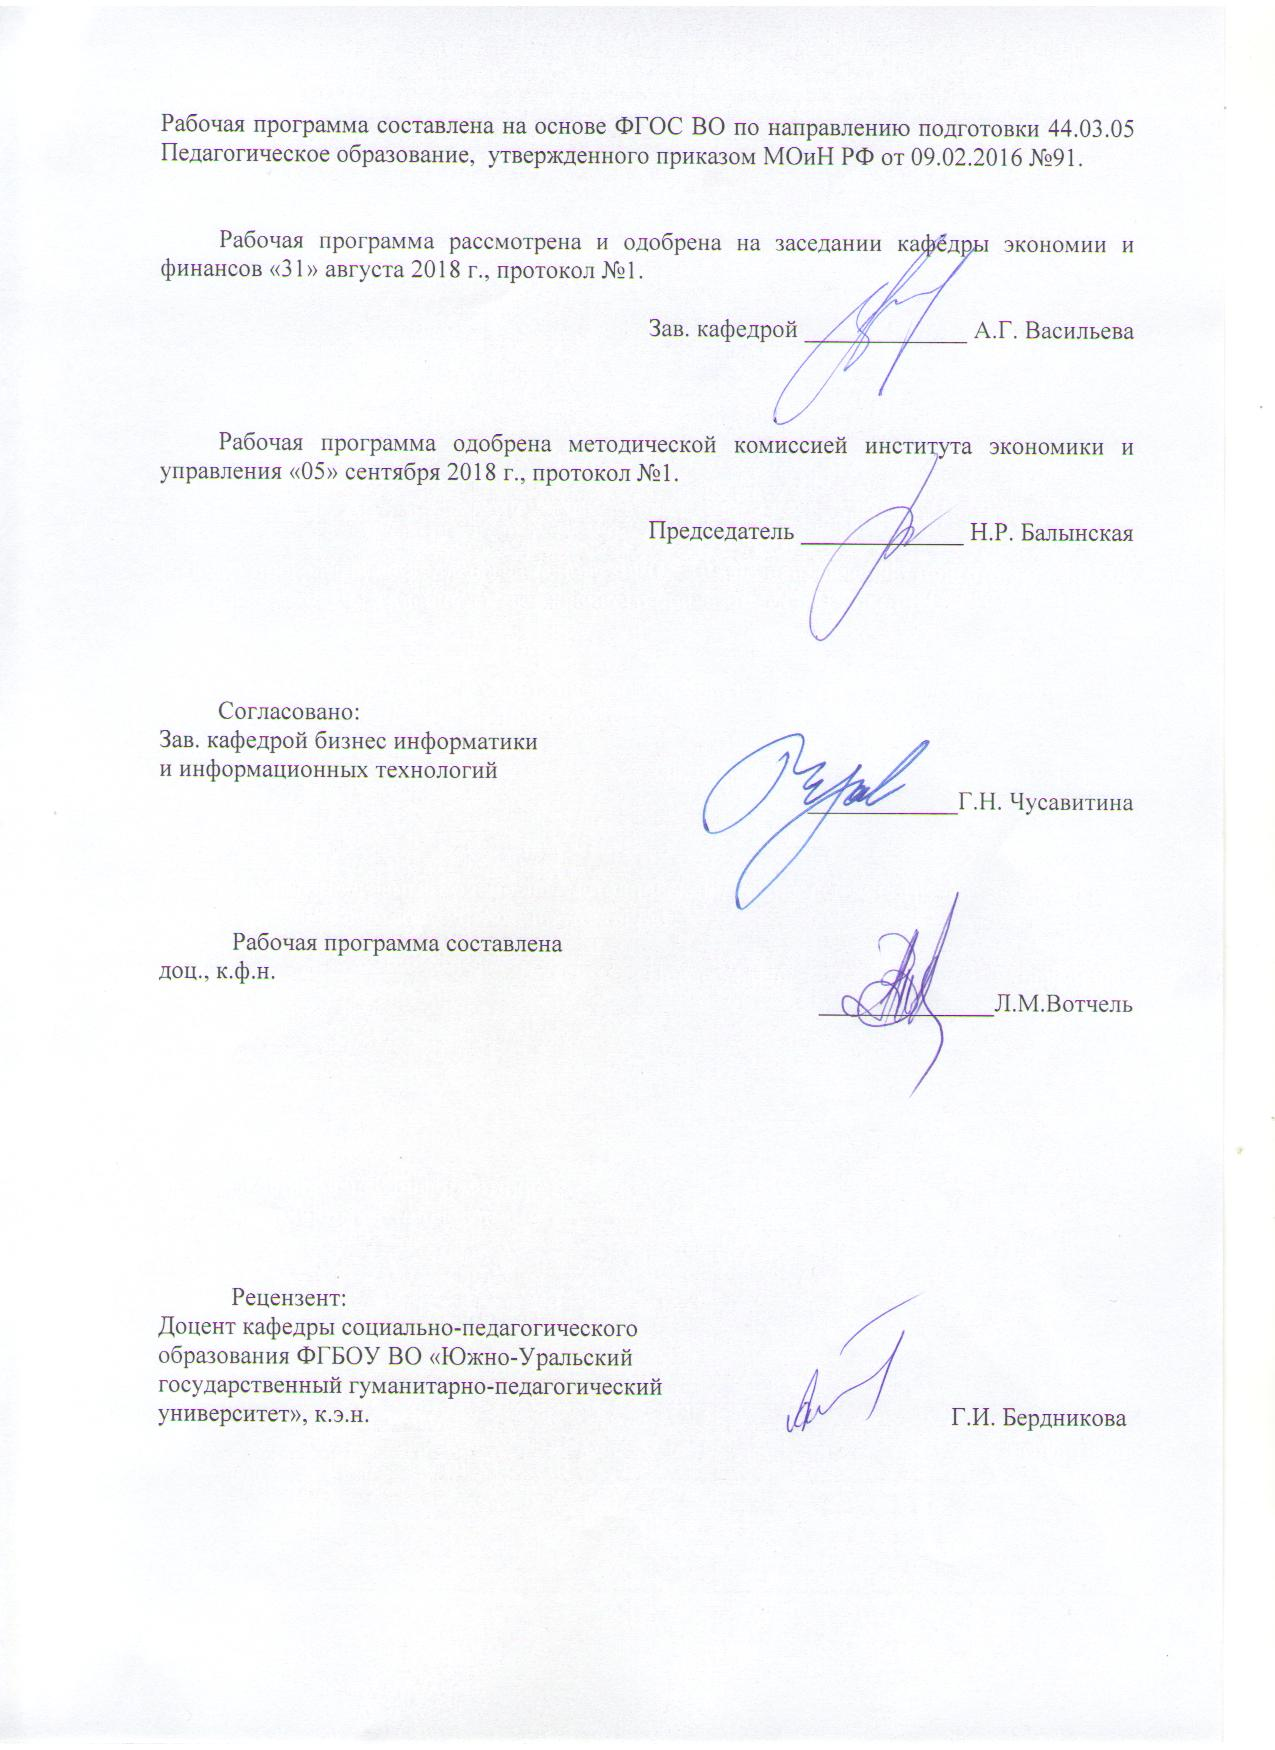 Рабочая программа составлена на основе ФГОС ВО по направлению подготовки 44.03.05
Педагогическое образование, утвержденного приказом МОиН РФ от 09.02.2016 №91.
Рабочая программа рассмотрена и одобрена на заседании кафедры экономии и
финансов «31» августа 2018 г., протокол №1.
Зав. кафедрой _____________ А.Г. Васильева
Рабочая программа одобрена методической комиссией института экономики и
управления «05» сентября 2018 г., протокол №1.
Председатель _____________ Н.Р. Балынская
Согласовано:
Зав. кафедрой бизнес информатики
и информационных технологий
____________Г.Н. Чусавитина
Рабочая программа составлена
доц., к.ф.н.
______________Л.М.Вотчель
Рецензент:
Доцент кафедры социально-педагогического
образования ФГБОУ ВО «Южно-Уральский
государственный гуманитарно-педагогический
университет», к.э.н. Г.И. Бердникова